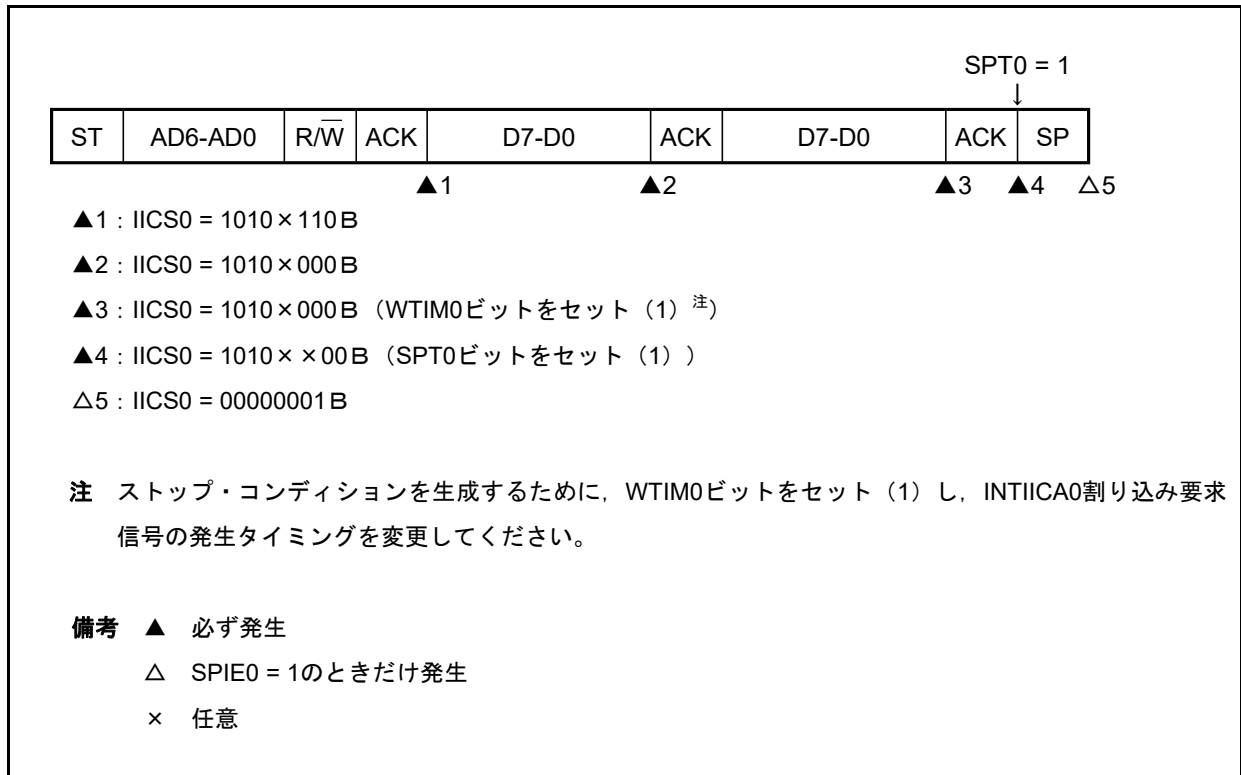 SPT0 = 1
↓
ST AD6-AD0 R/W̅ ACK D7-D0 ACK D7-D0 ACK SP
▲1 ▲2 ▲3 ▲4 △5
▲1：IICS0 = 1010×110B
▲2：IICS0 = 1010×000B
▲3：IICS0 = 1010×000B（WTIM0ビットをセット（1）注）
▲4：IICS0 = 1010××00B（SPT0ビットをセット（1））
△5：IICS0 = 00000001B
注 ストップ・コンディションを生成するために，WTIM0ビットをセット（1）し，INTIICA0割り込み要求
信号の発生タイミングを変更してください。
備考 ▲ 必ず発生
△ SPIE0 = 1のときだけ発生
× 任意